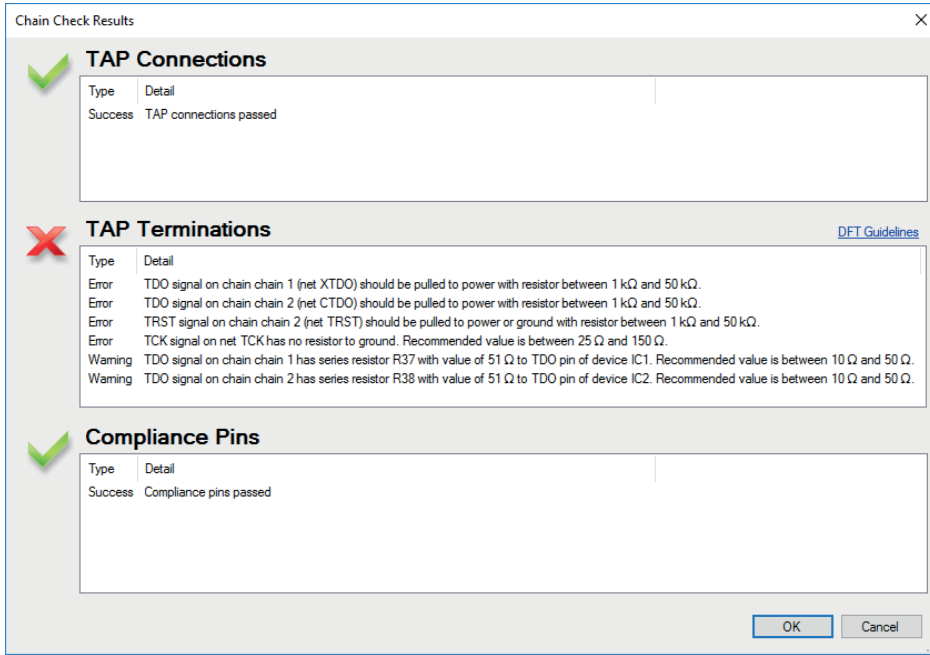 Chain Check Results
TAP Connections
Type Detail
Success TAP connections passed
TAP Terminations
DFT Guidelines
Type Detail
Error TDO signal on chain chain 1 (net XTDO) should be pulled to power with resistor between 1 kΩ and 50 kΩ.
Error TDO signal on chain chain 2 (net CTDO) should be pulled to power with resistor between 1 kΩ and 50 kΩ.
Error TRST signal on chain chain 2 (net TRST) should be pulled to power or ground with resistor between 1 kΩ and 50 kΩ.
Error TCK signal on net TCK has no resistor to ground. Recommended value is between 25 Ω and 150 Ω.
Warning TDO signal on chain chain 1 has series resistor R37 with value of 51 Ω to TDO pin of device IC1. Recommended value is between 10 Ω and 50 Ω.
Warning TDO signal on chain chain 2 has series resistor R38 with value of 51 Ω to TDO pin of device IC2. Recommended value is between 10 Ω and 50 Ω.
Compliance Pins
Type Detail
Success Compliance pins passed
OK Cancel